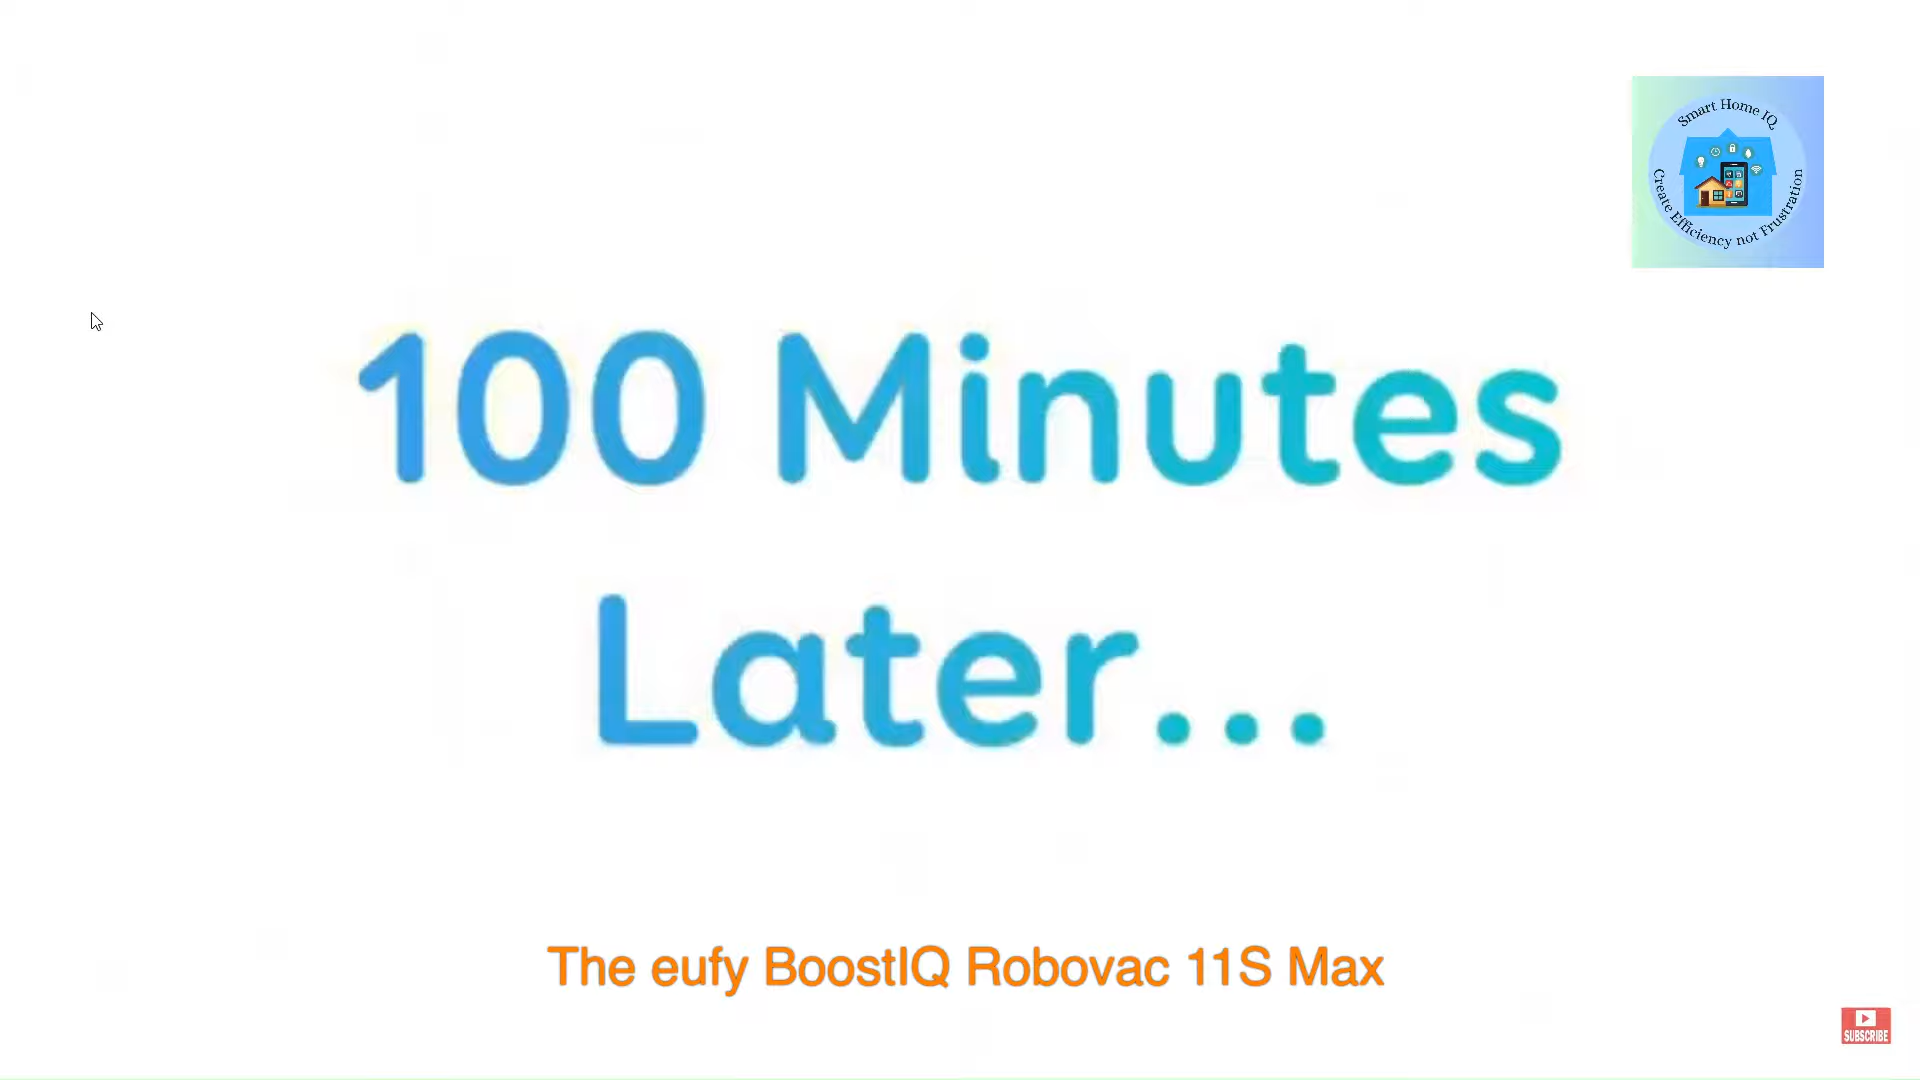 Smart Home IQ
Create Efficiency not Frustration
100 Minutes
Later...
The eufy BoostIQ Robovac 11S Max
SUBSCRIBE